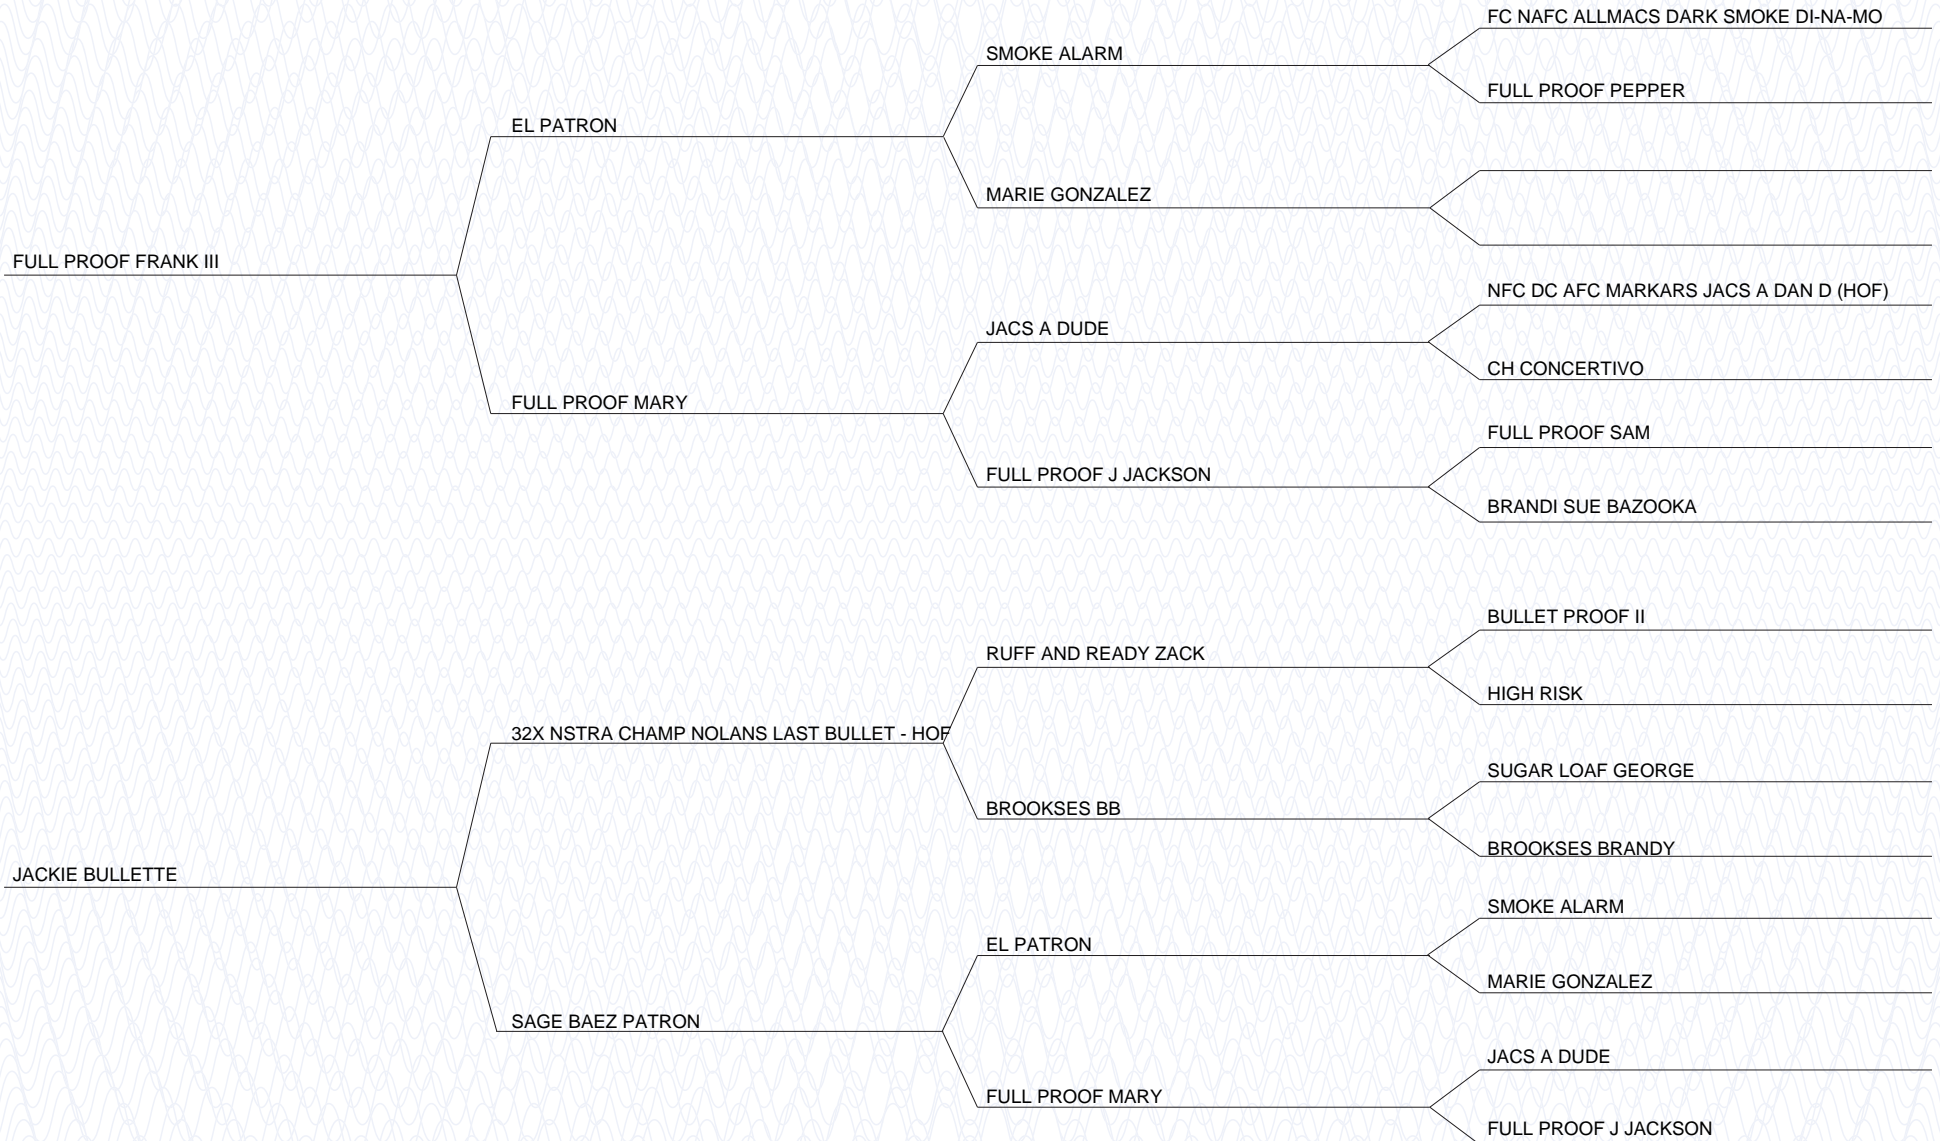 FC NAFC ALLMACS DARK SMOKE DI-NA-MO
SMOKE ALARM
FULL PROOF PEPPER
EL PATRON
MARIE GONZALEZ
FULL PROOF FRANK III
NFC DC AFC MARKARS JACS A DAN D (HOF)
JACS A DUDE
CH CONCERTIVO
FULL PROOF MARY
FULL PROOF SAM
FULL PROOF J JACKSON
BRANDI SUE BAZOOKA
BULLET PROOF II
RUFF AND READY ZACK
HIGH RISK
32X NSTRA CHAMP NOLANS LAST BULLET - HOF
SUGAR LOAF GEORGE
BROOKSES BB
BROOKSES BRANDY
JACKIE BULLETTE
SMOKE ALARM
EL PATRON
MARIE GONZALEZ
SAGE BAEZ PATRON
JACS A DUDE
FULL PROOF MARY
FULL PROOF J JACKSON